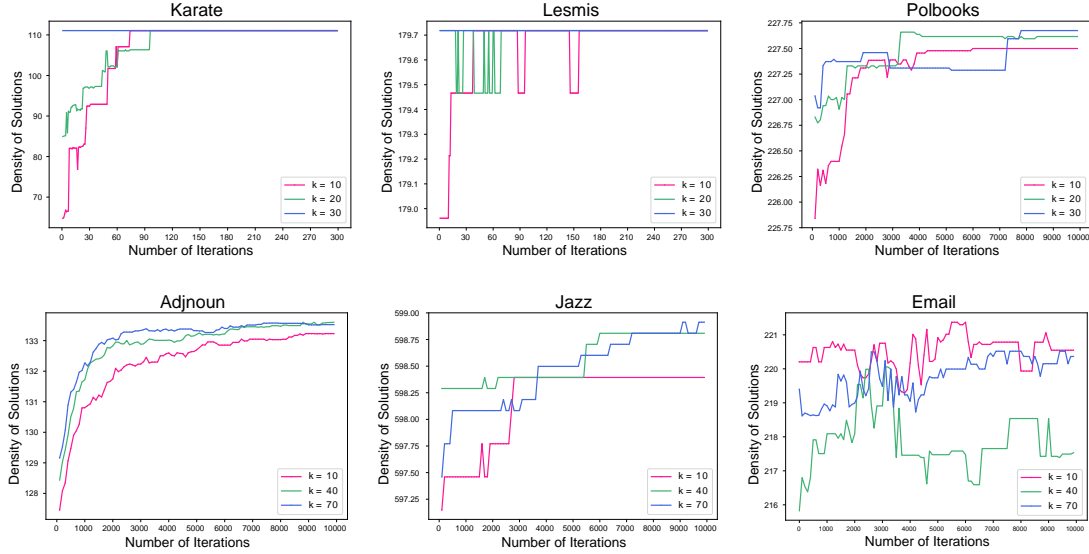 Karate
Density of Solutions
110
100
90
80
70
k = 10
k = 20
k = 30
0 30 60 90 120 150 180 210 240 270 300
Number of Iterations
Lesmis
Density of Solutions
179.7
179.6
179.5
179.4
179.3
179.2
179.1
179.0
k = 10
k = 20
k = 30
0 30 60 90 120 150 180 210 240 270 300
Number of Iterations
Polbooks
Density of Solutions
227.75
227.50
227.25
227.00
226.75
226.50
226.25
226.00
225.75
k = 10
k = 20
k = 30
0 1000 2000 3000 4000 5000 6000 7000 8000 9000 10000
Number of Iterations
Adjnoun
Density of Solutions
133
132
131
130
129
128
k = 10
k = 40
k = 70
0 1000 2000 3000 4000 5000 6000 7000 8000 9000 10000
Number of Iterations
Jazz
Density of Solutions
599.00
598.75
598.50
598.25
598.00
597.75
597.50
597.25
k = 10
k = 40
k = 70
0 1000 2000 3000 4000 5000 6000 7000 8000 9000 10000
Number of Iterations
Email
Density of Solutions
221
220
219
218
217
216
k = 10
k = 40
k = 70
0 1000 2000 3000 4000 5000 6000 7000 8000 9000 10000
Number of Iterations